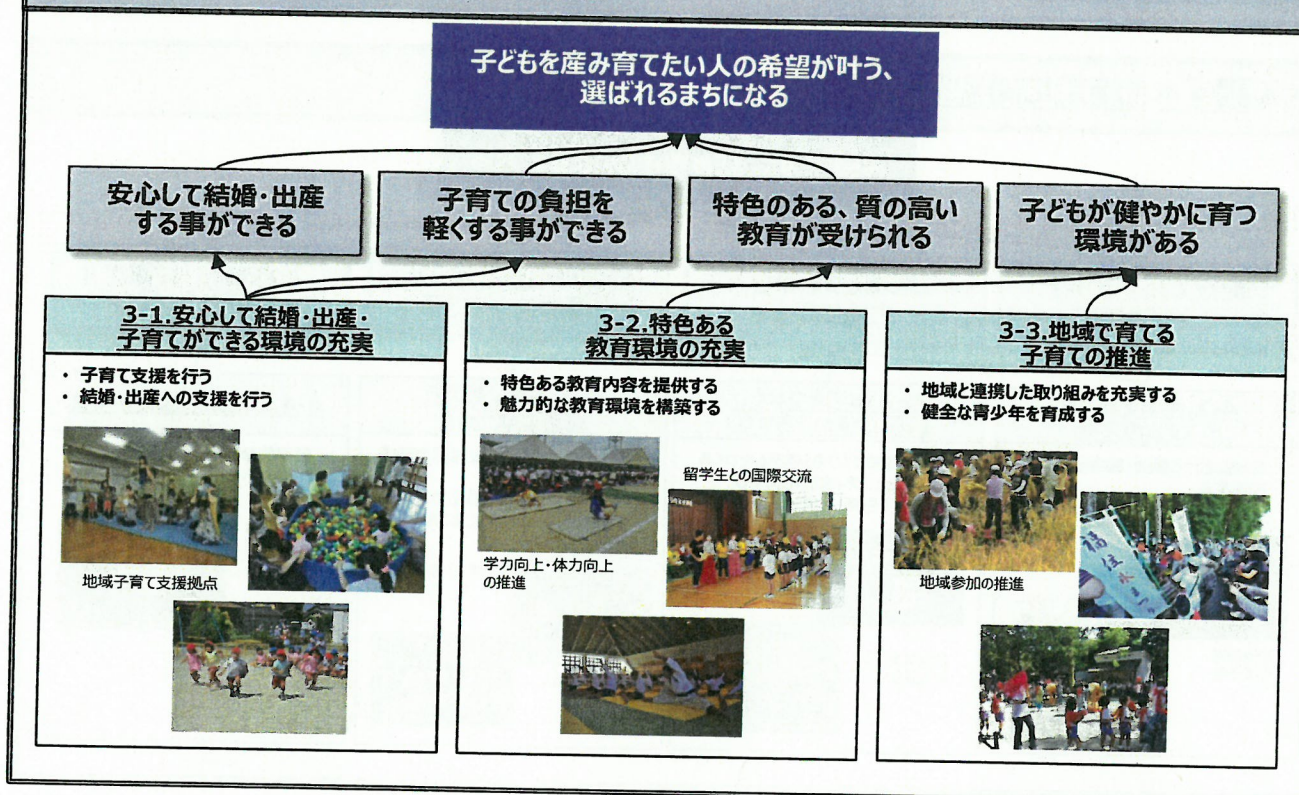 子どもを産み育てたい人の希望が叶う、
選ばれるまちになる
安心して結婚・出産
する事ができる
子育ての負担を
軽くする事ができる
特色のある、質の高い
教育が受けられる
子どもが健やかに育つ
環境がある
3-1.安心して結婚・出産・
子育てができる環境の充実
・ 子育て支援を行う
・ 結婚・出産への支援を行う
地域子育て支援拠点
3-2.特色ある
教育環境の充実
・ 特色ある教育内容を提供する
・ 魅力的な教育環境を構築する
留学生との国際交流
学力向上・体力向上
の推進
3-3.地域で育てる
子育ての推進
・ 地域と連携した取り組みを充実する
・ 健全な青少年を育成する
地域参加の推進
福住